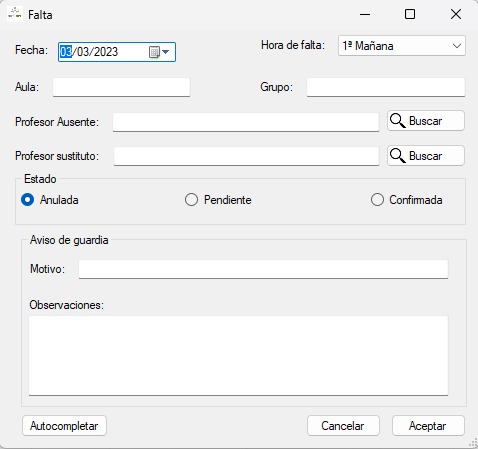 Falta
Fecha: 03/03/2023
Hora de falta: 1ª Mañana
Aula:
Grupo:
Profesor Ausente:
Buscar
Profesor sustituto:
Buscar
Estado
Anulada
Pendiente
Confirmada
Aviso de guardia
Motivo:
Observaciones:
Autocompletar
Cancelar
Aceptar